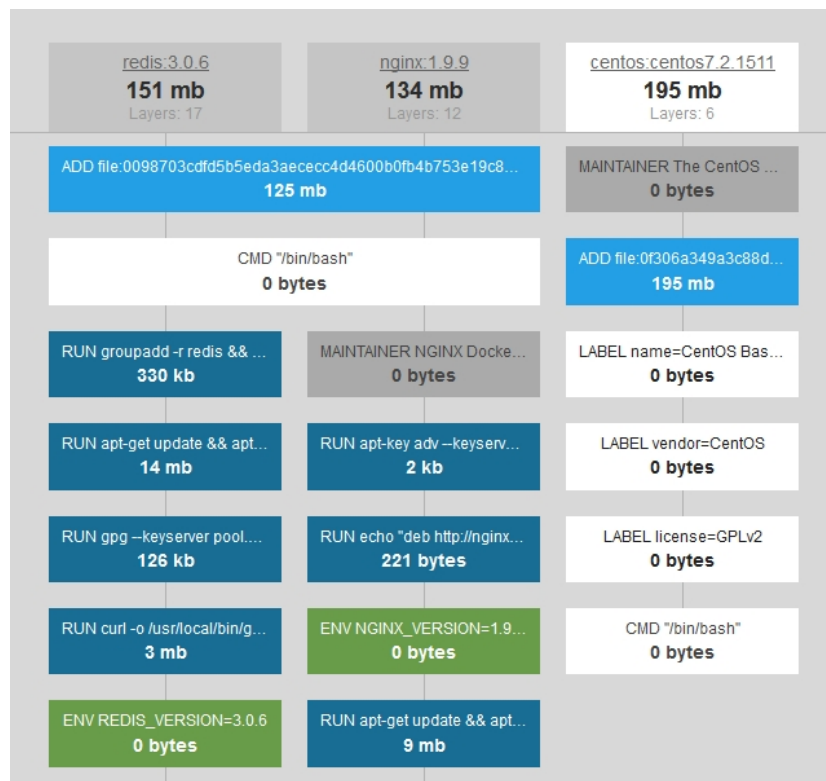 redis:3.0.6
151 mb
Layers: 17
nginx:1.9.9
134 mb
Layers: 12
centos:centos7.2.1511
195 mb
Layers: 6
ADD file:0098703cdfd5b5eda3aececc4d4600b0fb4b753e19c8...
125 mb
MAINTAINER The CentOS ...
0 bytes
CMD "/bin/bash"
0 bytes
ADD file:0f306a349a3c88d...
195 mb
RUN groupadd -r redis && ...
330 kb
MAINTAINER NGINX Docke...
0 bytes
LABEL name=CentOS Bas...
0 bytes
RUN apt-get update && apt...
14 mb
RUN apt-key adv --keyserv...
2 kb
LABEL vendor=CentOS
0 bytes
RUN gpg --keyserver pool....
126 kb
RUN echo "deb http://nginx...
221 bytes
LABEL license=GPLv2
0 bytes
RUN curl -o /usr/local/bin/g...
3 mb
ENV NGINX_VERSION=1.9...
0 bytes
CMD "/bin/bash"
0 bytes
ENV REDIS_VERSION=3.0.6
0 bytes
RUN apt-get update && apt...
9 mb